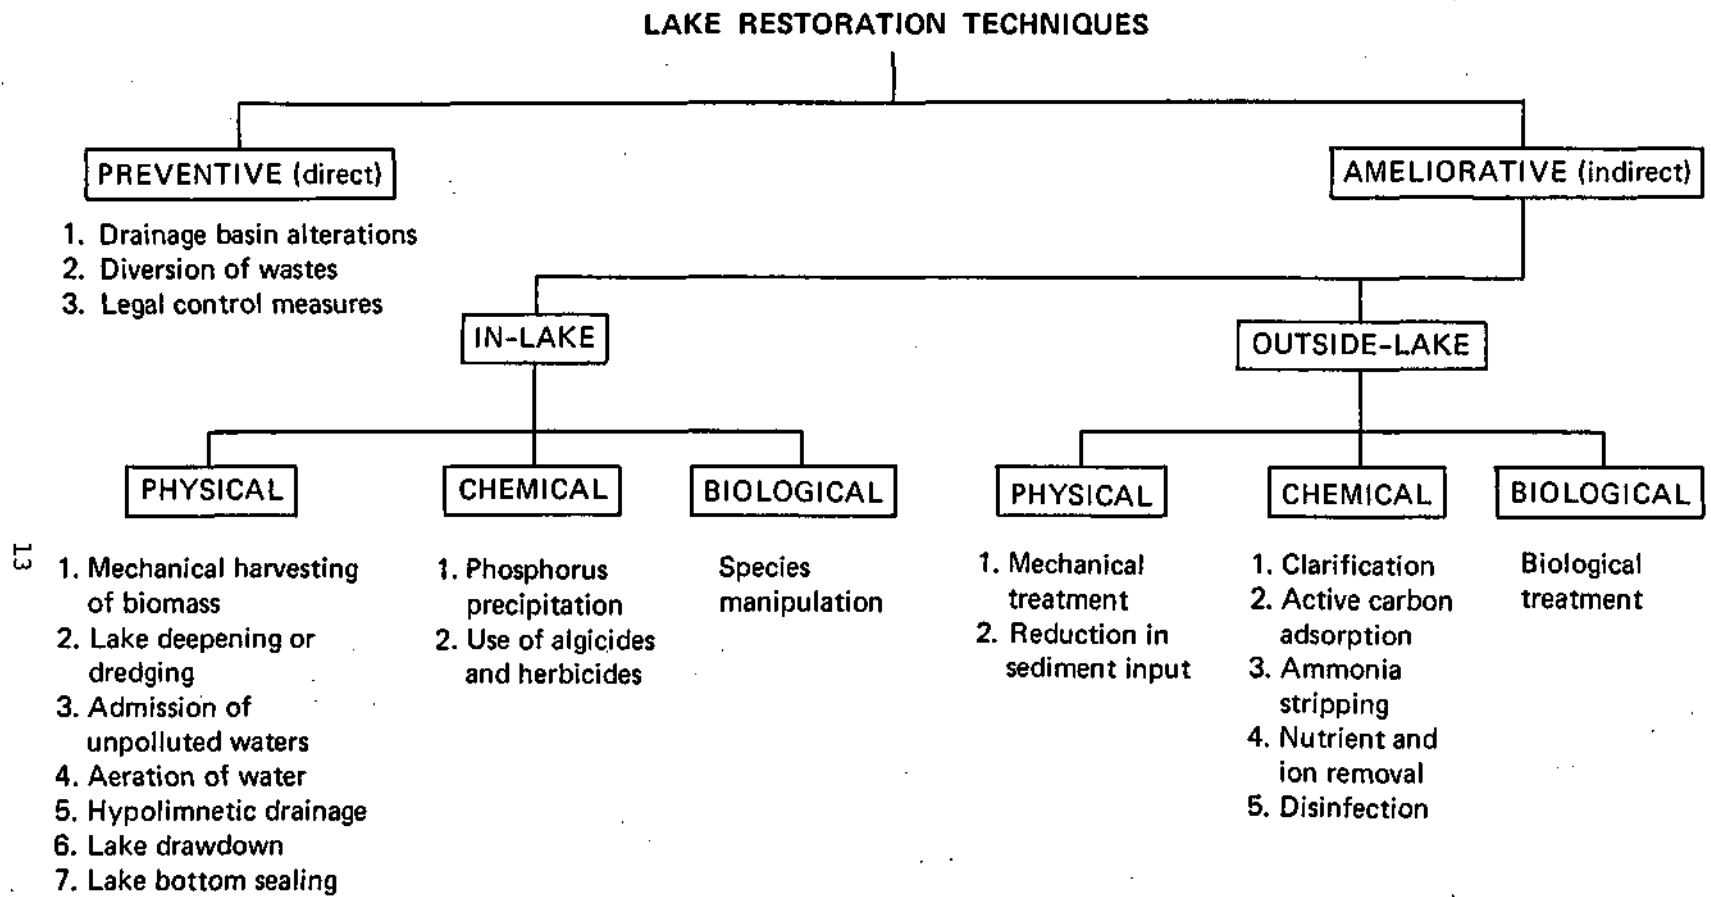 LAKE RESTORATION TECHNIQUES
PREVENTIVE (direct)
1. Drainage basin alterations
2. Diversion of wastes
3. Legal control measures
AMELIORATIVE (indirect)
IN-LAKE
PHYSICAL
1. Mechanical harvesting
of biomass
2. Lake deepening or
dredging
3. Admission of
unpolluted waters
4. Aeration of water
5. Hypolimnetic drainage
6. Lake drawdown
7. Lake bottom sealing
CHEMICAL
1. Phosphorus
precipitation
2. Use of algicides
and herbicides
BIOLOGICAL
Species
manipulation
OUTSIDE-LAKE
PHYSICAL
1. Mechanical
treatment
2. Reduction in
sediment input
CHEMICAL
1. Clarification
2. Active carbon
adsorption
3. Ammonia
stripping
4. Nutrient and
ion removal
5. Disinfection
BIOLOGICAL
Biological
treatment
13